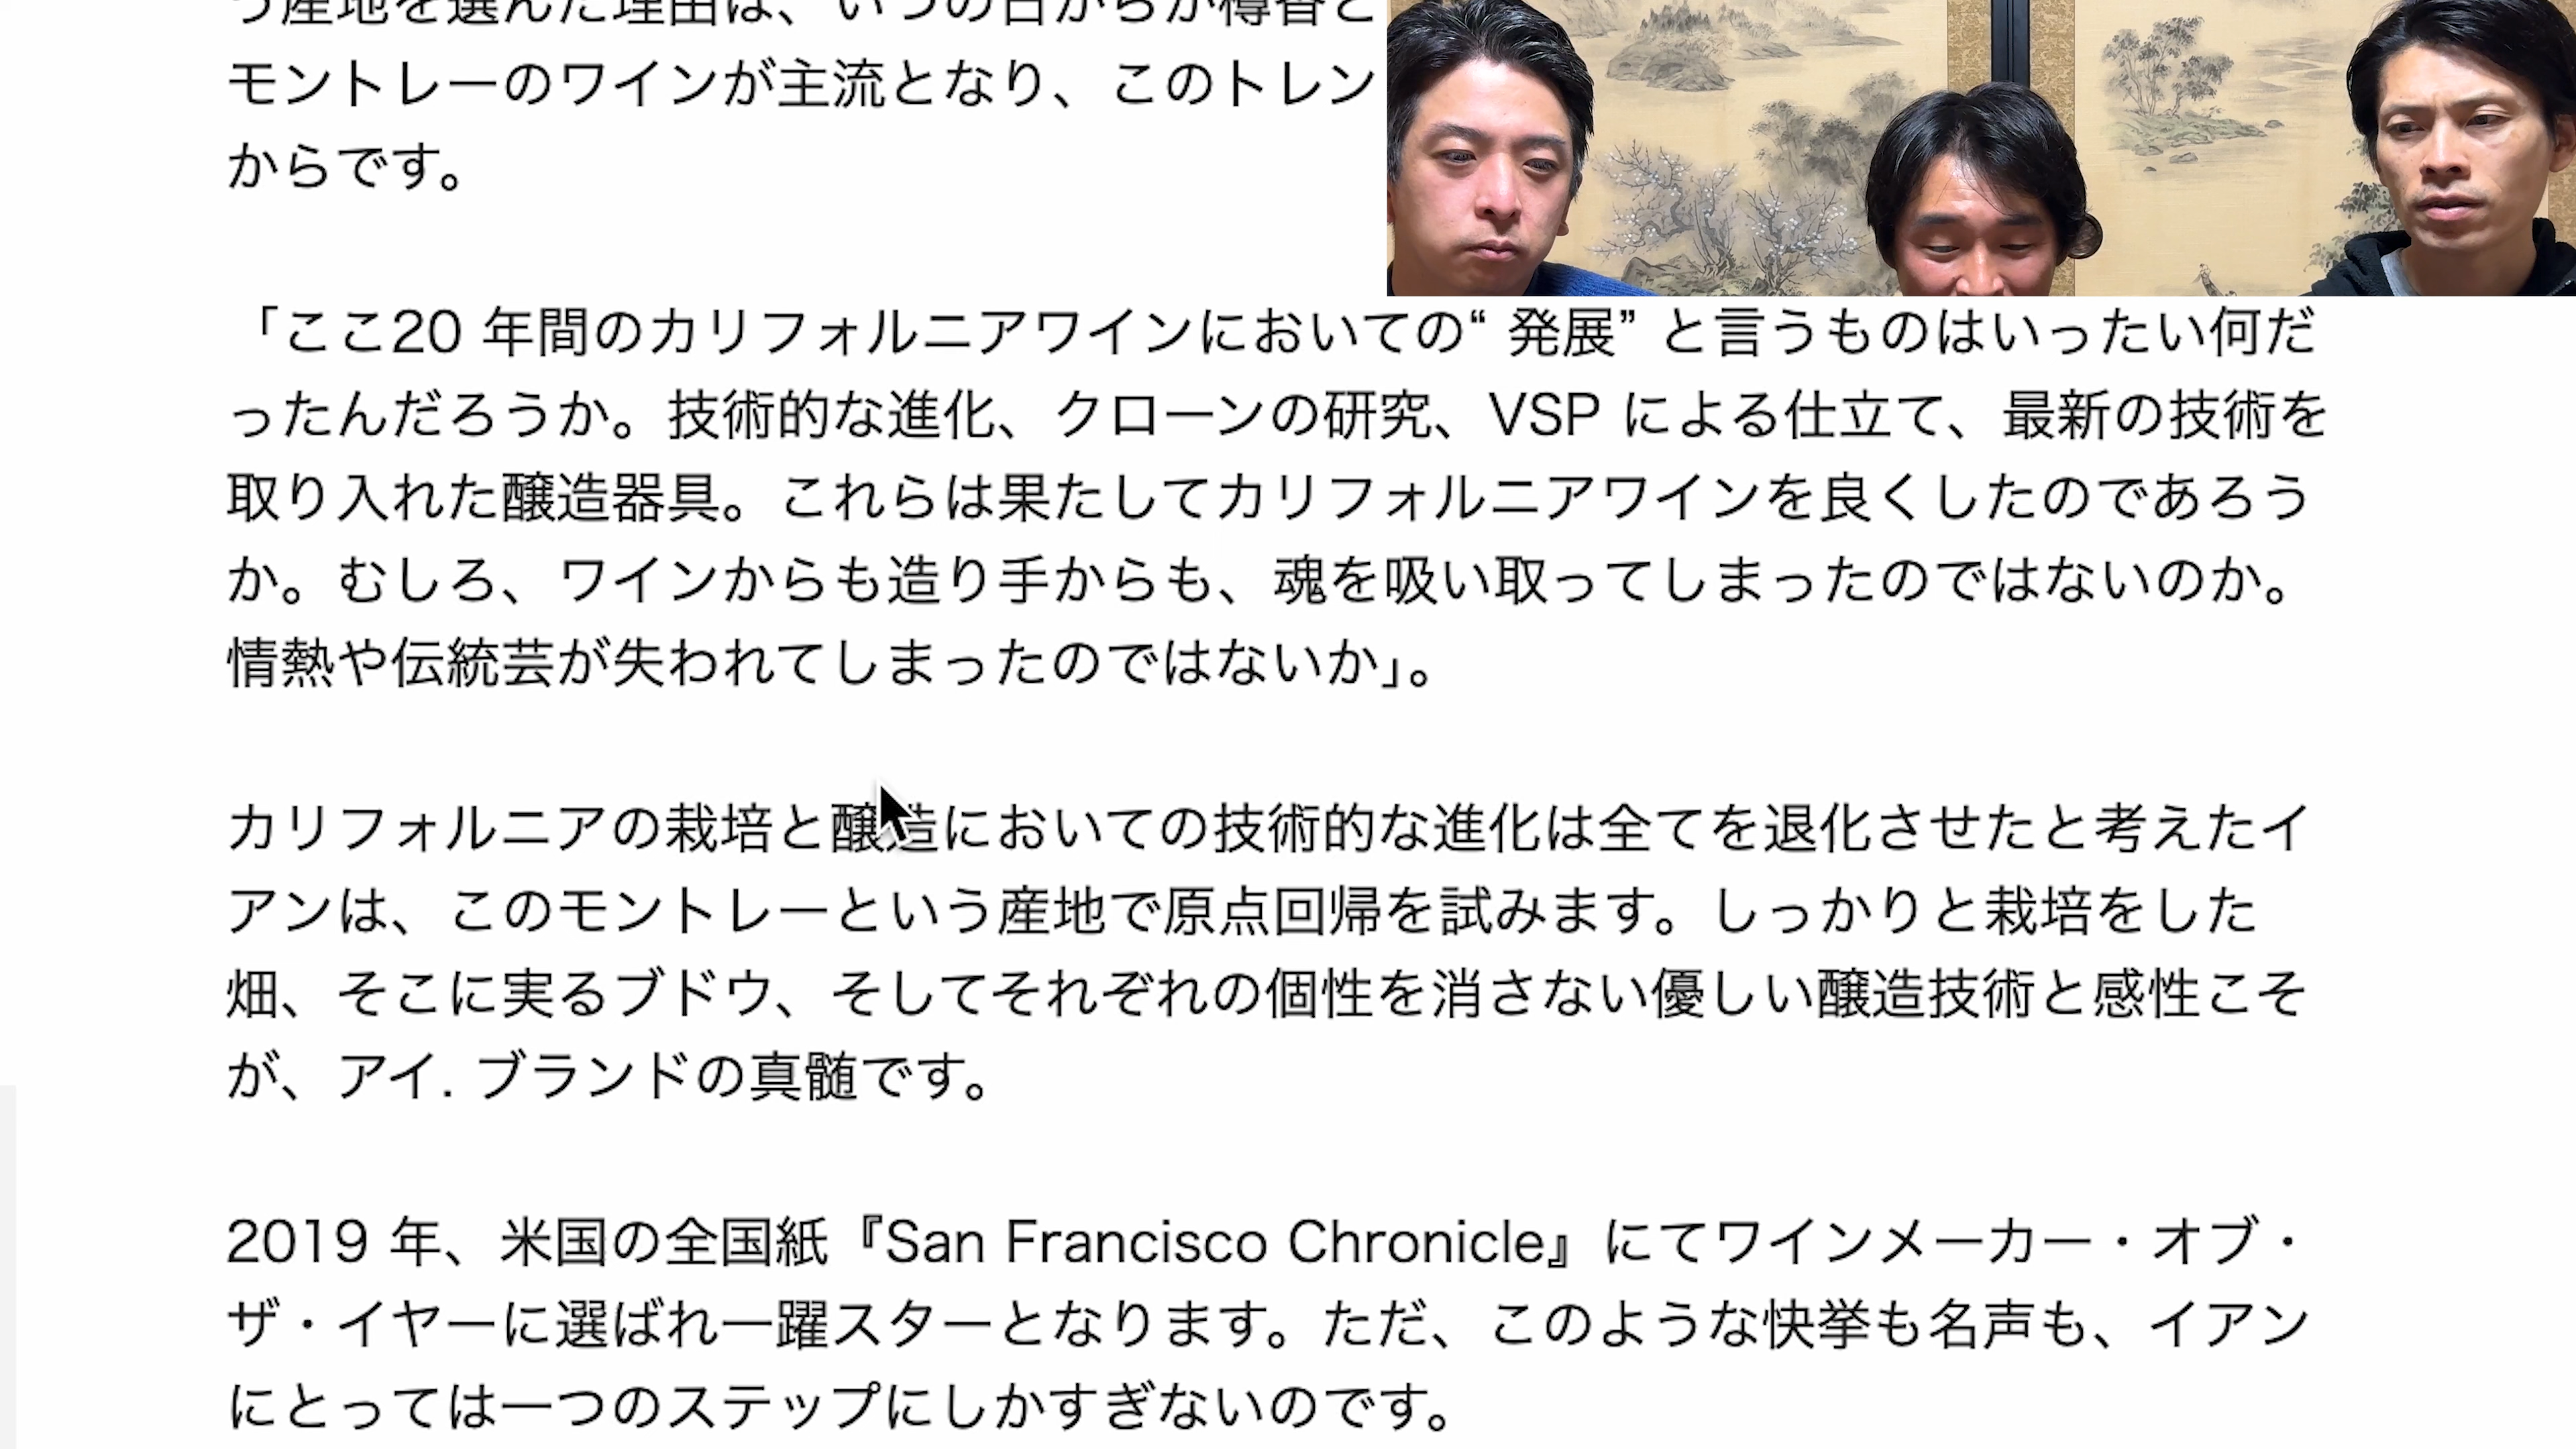 う産地を選んだ理由は、いつの日からか樽香と
モントレーのワインが主流となり、このトレン
からです。
「ここ20 年間のカリフォルニアワインにおいての“ 発展” と言うものはいったい何だ
ったんだろうか。技術的な進化、クローンの研究、VSP による仕立て、最新の技術を
取り入れた醸造器具。これらは果たしてカリフォルニアワインを良くしたのであろう
か。むしろ、ワインからも造り手からも、魂を吸い取ってしまったのではないのか。
情熱や伝統芸が失われてしまったのではないか」。
カリフォルニアの栽培と醸造においての技術的な進化は全てを退化させたと考えたイ
アンは、このモントレーという産地で原点回帰を試みます。しっかりと栽培をした
畑、そこに実るブドウ、そしてそれぞれの個性を消さない優しい醸造技術と感性こそ
が、アイ. ブランドの真髄です。
2019 年、米国の全国紙『San Francisco Chronicle』にてワインメーカー・オブ・
ザ・イヤーに選ばれ一躍スターとなります。ただ、このような快挙も名声も、イアン
にとっては一つのステップにしかすぎないのです。